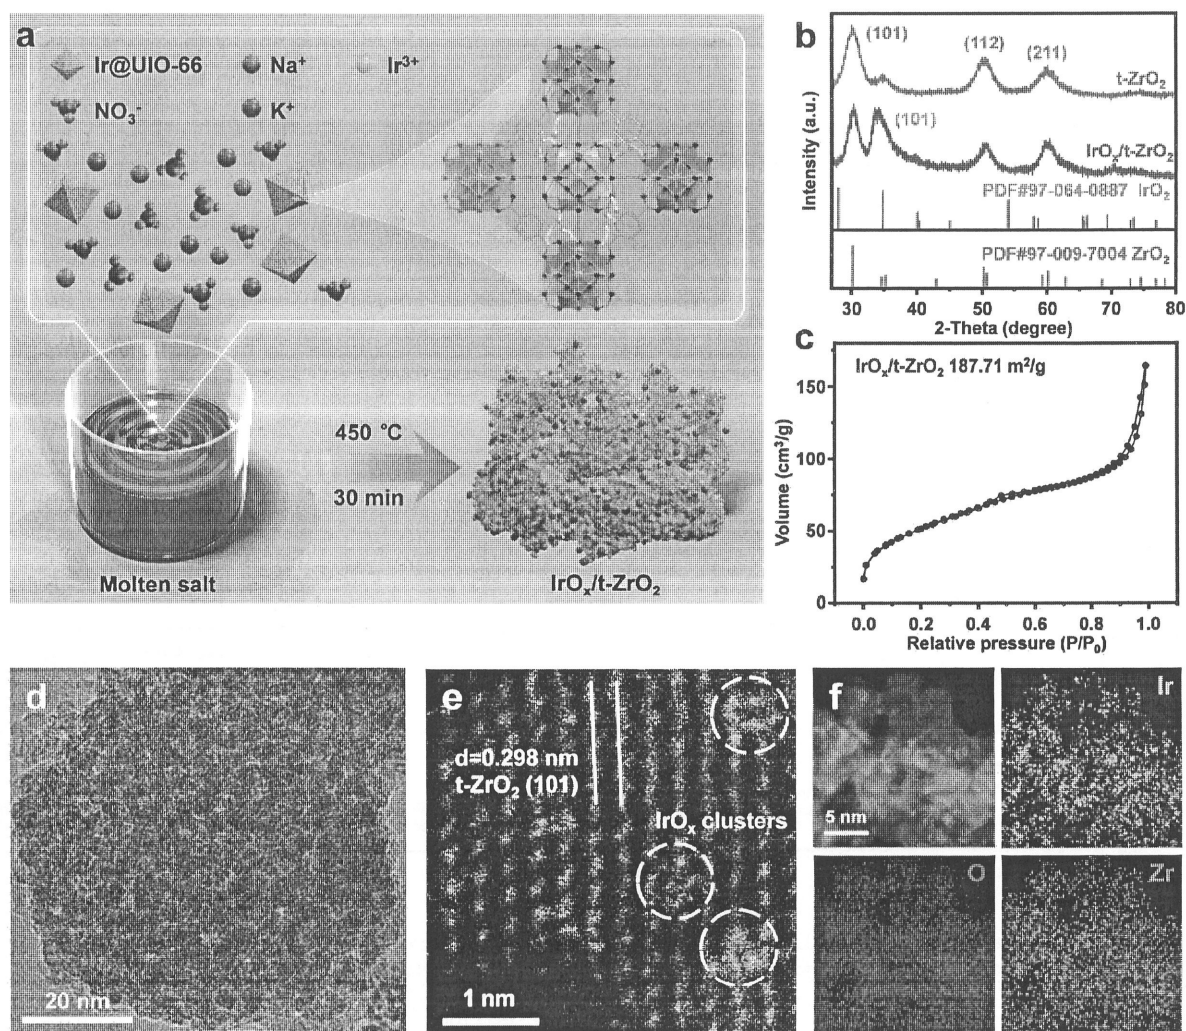 a
Ir@UIO-66
Na⁺
Ir³⁺
NO₃⁻
K⁺
450 °C
30 min
Molten salt
IrOₓ/t-ZrO₂
b
(101)
(112)
(211)
t-ZrO₂
(101)
IrOₓ/t-ZrO₂
PDF#97-064-0887 IrO₂
PDF#97-009-7004 ZrO₂
Intensity (a.u.)
30 40 50 60 70 80
2-Theta (degree)
c
IrOₓ/t-ZrO₂ 187.71 m²/g
150
100
50
0
Volume (cm³/g)
0.0 0.2 0.4 0.6 0.8 1.0
Relative pressure (P/P₀)
d
20 nm
e
d=0.298 nm
t-ZrO₂ (101)
IrOₓ clusters
1 nm
f
5 nm
Ir
O
Zr